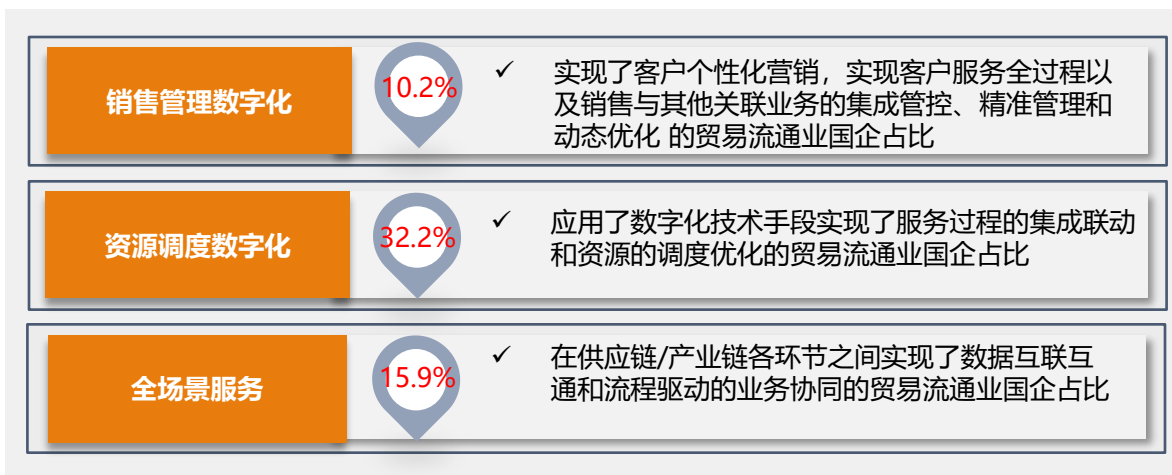 销售管理数字化
10.2%
✓ 实现了客户个性化营销，实现客户服务全过程以
及销售与其他关联业务的集成管控、精准管理和
动态优化 的贸易流通业国企占比
资源调度数字化
32.2%
✓ 应用了数字化技术手段实现了服务过程的集成联动
和资源的调度优化的贸易流通业国企占比
全场景服务
15.9%
✓ 在供应链/产业链各环节之间实现了数据互联互
通和流程驱动的业务协同的贸易流通业国企占比